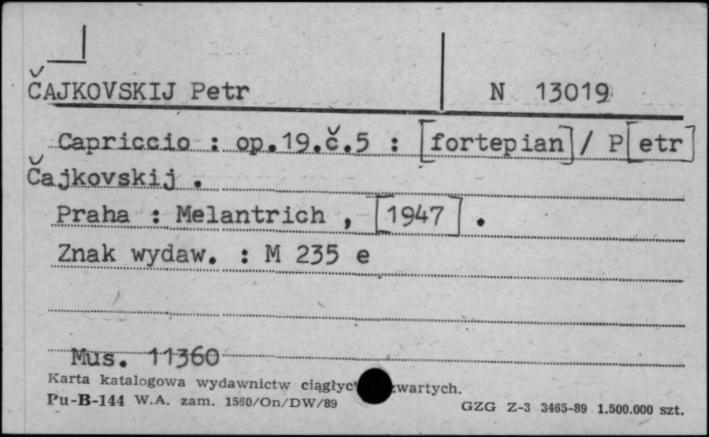 ČAJKOVSKIJ Petr N 13019
Capriccio : op.19.č.5 : [fortepian] / P[etr]
Čajkovskij .
Praha : Melantrich , [1947] .
Znak wydaw. : M 235 e
Mus. 11360
Karta katalogowa wydawnictw ciągłyc wartych.
Pu-B-144 W.A. zam. 1560/On/DW/89 GZG Z-3 3465-89 1.500.000 szt.